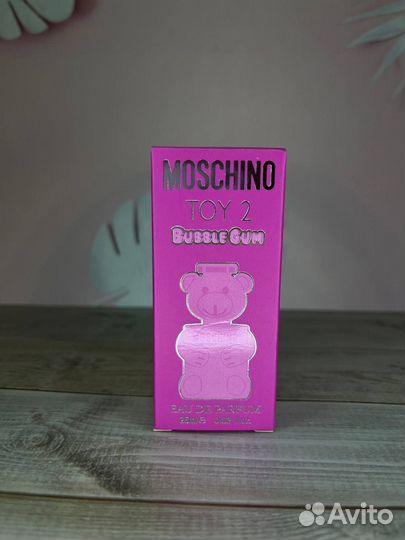 MOSCHINO
TOY 2
BUBBLE GUM
EAU DE PARFUM
Avito